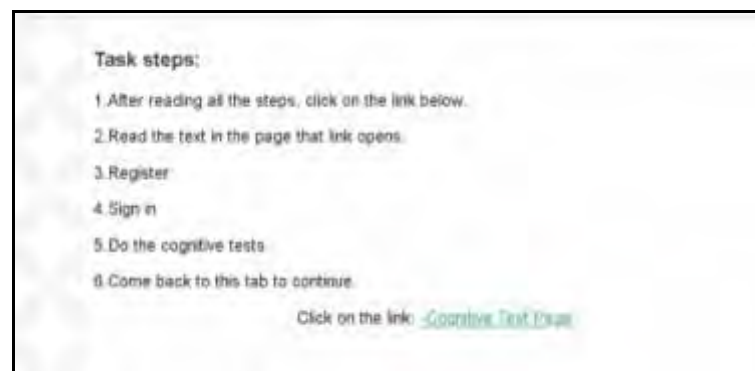 Task steps:
1.After reading all the steps, click on the link below.
2.Read the text in the page that link opens.
3.Register
4.Sign in
5.Do the cognitive tests
6.Come back to this tab to continue.
Click on the link: -Cognitive Test Page